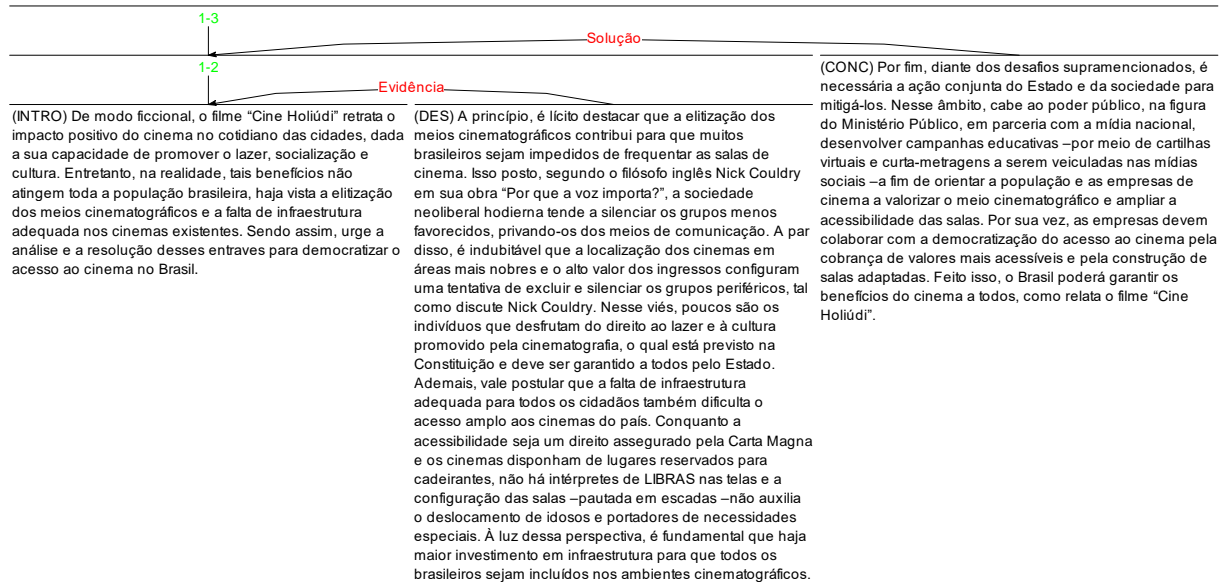 1-3
Solução
1-2
Evidência
(INTRO) De modo ficcional, o filme “Cine Holiúdi” retrata o
impacto positivo do cinema no cotidiano das cidades, dada
a sua capacidade de promover o lazer, socialização e
cultura. Entretanto, na realidade, tais benefícios não
atingem toda a população brasileira, haja vista a elitização
dos meios cinematográficos e a falta de infraestrutura
adequada nos cinemas existentes. Sendo assim, urge a
análise e a resolução desses entraves para democratizar o
acesso ao cinema no Brasil.
(DES) A princípio, é lícito destacar que a elitização dos
meios cinematográficos contribui para que muitos
brasileiros sejam impedidos de frequentar as salas de
cinema. Isso posto, segundo o filósofo inglês Nick Couldry
em sua obra “Por que a voz importa?”, a sociedade
neoliberal hodierna tende a silenciar os grupos menos
favorecidos, privando-os dos meios de comunicação. A par
disso, é indubitável que a localização dos cinemas em
áreas mais nobres e o alto valor dos ingressos configuram
uma tentativa de excluir e silenciar os grupos periféricos, tal
como discute Nick Couldry. Nesse viés, poucos são os
indivíduos que desfrutam do direito ao lazer e à cultura
promovido pela cinematografia, o qual está previsto na
Constituição e deve ser garantido a todos pelo Estado.
Ademais, vale postular que a falta de infraestrutura
adequada para todos os cidadãos também dificulta o
acesso amplo aos cinemas do país. Conquanto a
acessibilidade seja um direito assegurado pela Carta Magna
e os cinemas disponham de lugares reservados para
cadeirantes, não há intérpretes de LIBRAS nas telas e a
configuração das salas –pautada em escadas –não auxilia
o deslocamento de idosos e portadores de necessidades
especiais. À luz dessa perspectiva, é fundamental que haja
maior investimento em infraestrutura para que todos os
brasileiros sejam incluídos nos ambientes cinematográficos.
(CONC) Por fim, diante dos desafios supramencionados, é
necessária a ação conjunta do Estado e da sociedade para
mitigá-los. Nesse âmbito, cabe ao poder público, na figura
do Ministério Público, em parceria com a mídia nacional,
desenvolver campanhas educativas –por meio de cartilhas
virtuais e curta-metragens a serem veiculadas nas mídias
sociais –a fim de orientar a população e as empresas de
cinema a valorizar o meio cinematográfico e ampliar a
acessibilidade das salas. Por sua vez, as empresas devem
colaborar com a democratização do acesso ao cinema pela
cobrança de valores mais acessíveis e pela construção de
salas adaptadas. Feito isso, o Brasil poderá garantir os
benefícios do cinema a todos, como relata o filme “Cine
Holiúdi”.